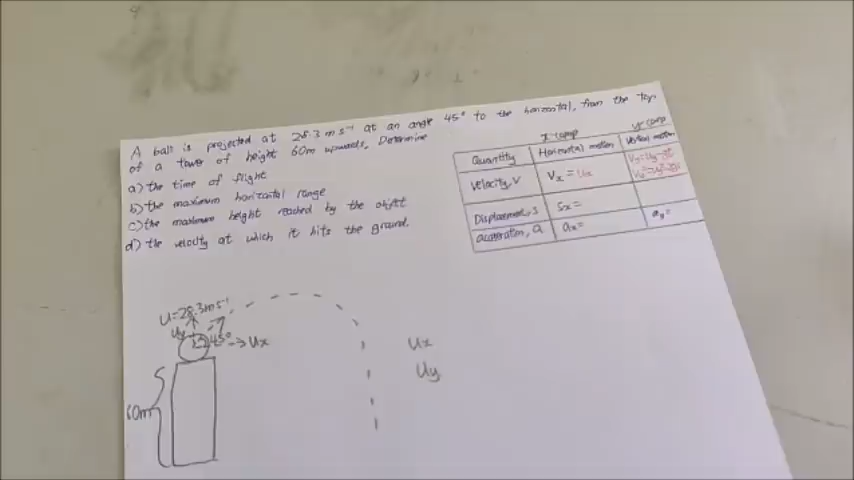 A ball is projected at 28.3 m s⁻¹ at an angle 45° to the horizontal, from the top
of a tower of height 60m upwards. Determine
a) the time of flight
b) the maximum horizontal range
c) the maximum height reached by the object
d) the velocity at which it hits the ground.
x-comp y-comp
Quantity Horizontal motion Vertical motion
Velocity, V Vx = Ux
Displacement, s Sx =
acceleration, a ax = ay =
U=28.3ms⁻¹
Uy
45° Ux
60m
Ux
Uy